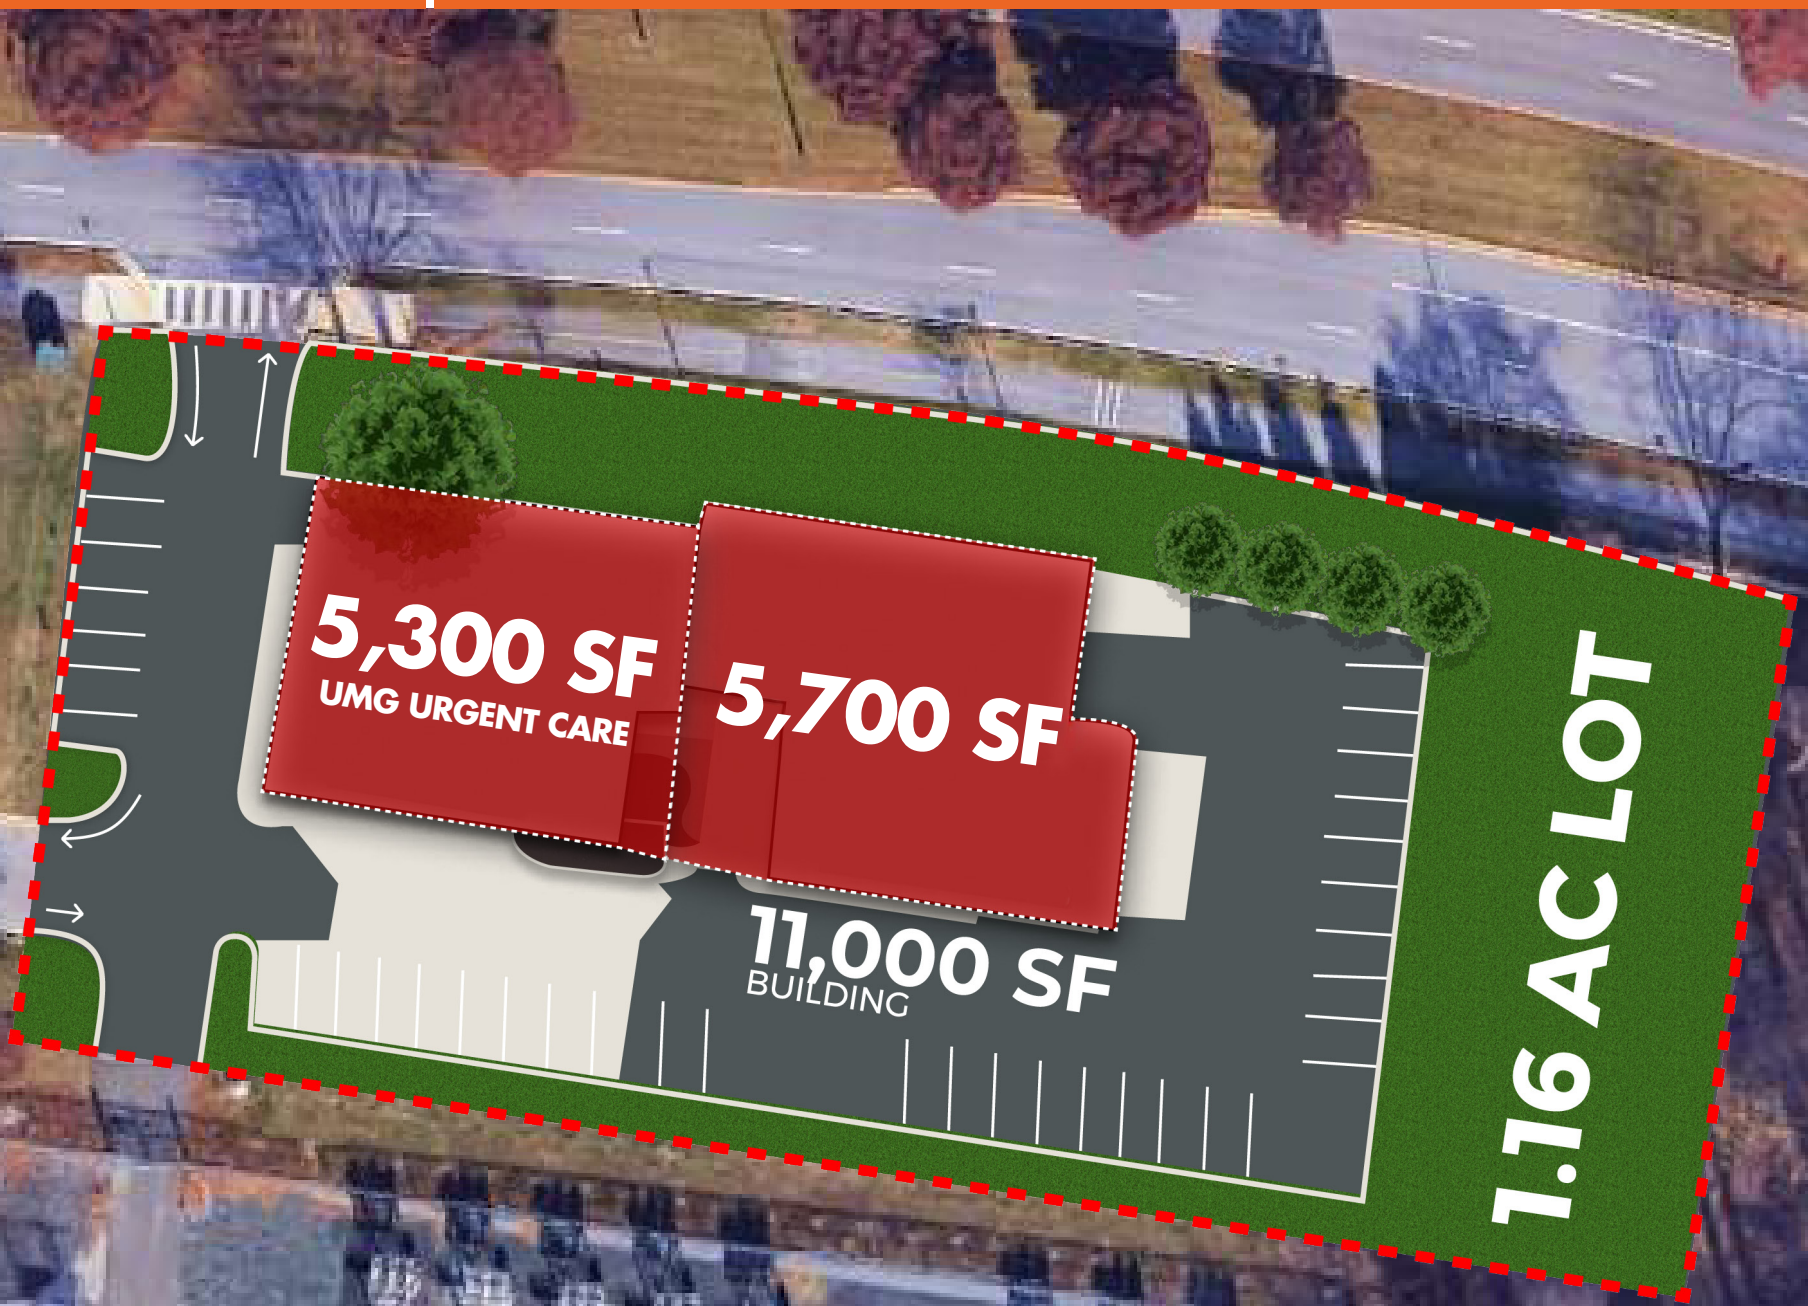 5,300 SF
UMG URGENT CARE
5,700 SF
11,000 SF
BUILDING
1.16 AC LOT